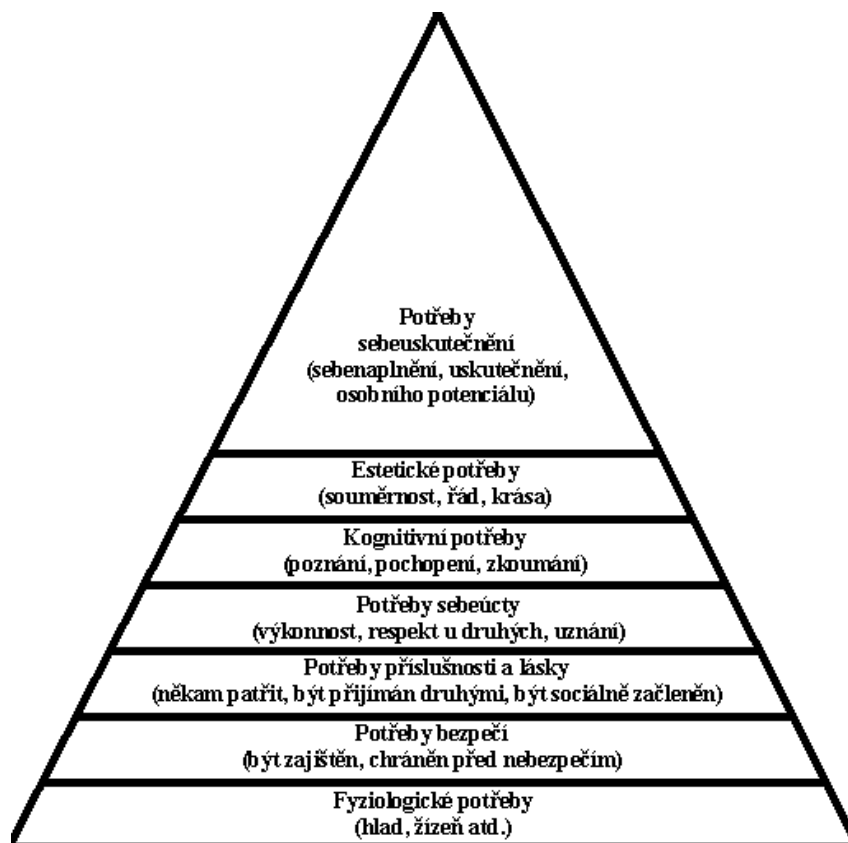 Potřeby
sebeuskutečnění
(sebenaplnění, uskutečnění,
osobního potenciálu)
Estetické potřeby
(souměrnost, řád, krása)
Kognitivní potřeby
(poznání, pochopení, zkoumání)
Potřeby sebeúcty
(výkonnost, respekt u druhých, uznání)
Potřeby příslušnosti a lásky
(někam patřit, být přijímán druhými, být sociálně začleněn)
Potřeby bezpečí
(být zajištěn, chráněn před nebezpečím)
Fyziologické potřeby
(hlad, žízeň atd.)